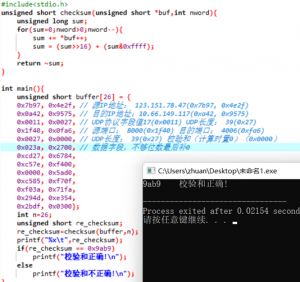 #include<stdio.h>
unsigned short checksum(unsigned short *buf,int nword){
unsigned long sum;
for(sum=0;nword>0;nword--){
sum += *buf++;
sum = (sum>>16) + (sum&0xffff);
}
return ~sum;
}
int main(){
unsigned short buffer[26] = {
0x7b97, 0x4e2f, // 源IP地址: 123.151.78.47(0x7b97, 0x4e2f)
0x0a42, 0x9575, // 目的IP地址: 10.66.149.117(0x0a42, 0x9575)
0x0011, 0x0027, // UDP协议字段值17(0x0011) UDP长度: 39(0x27)
0x1f40, 0x0fa6, // 源端口: 8000(0x1f40) 目的端口: 4006(0x0fa6)
0x0027, 0x0000, // UDP长度: 39(0x27) 校验和（计算时置0）（0x0000）
0x023a, 0x2700, // 数据字段，不够位数最后补0
0xcd27, 0x6784,
0xc57e, 0xf400,
0x0000, 0x5ad0,
0xc585, 0xf70f,
0xf03a, 0x71fa,
0x294d, 0xe354,
0x2bdf, 0x0300};
int n=26;
unsigned short re_checksum;
re_checksum=checksum(buffer,n);
printf("%x\t",re_checksum);
if(re_checksum == 0x9ab9)
printf("校验和正确!\n");
else
printf("校验和不正确!\n");
}
C:\Users\zhuan\Desktop\未命名1.exe
9ab9 校验和正确!
Process exited after 0.02154 second
请按任意键继续. . .